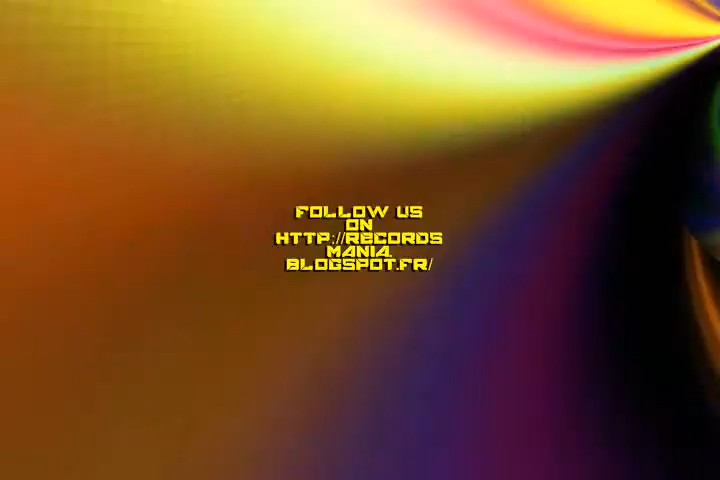 FOLLOW US
ON
HTTP://RECORDS
MANIA.
BLOGSPOT.FR/